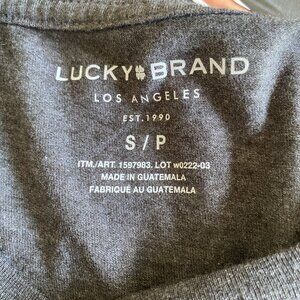 LUCKY BRAND
LOS ANGELES
EST. 1990
S / P
ITM./ART. 1597983. LOT w0222-03
MADE IN GUATEMALA
FABRIQUÉ AU GUATEMALA